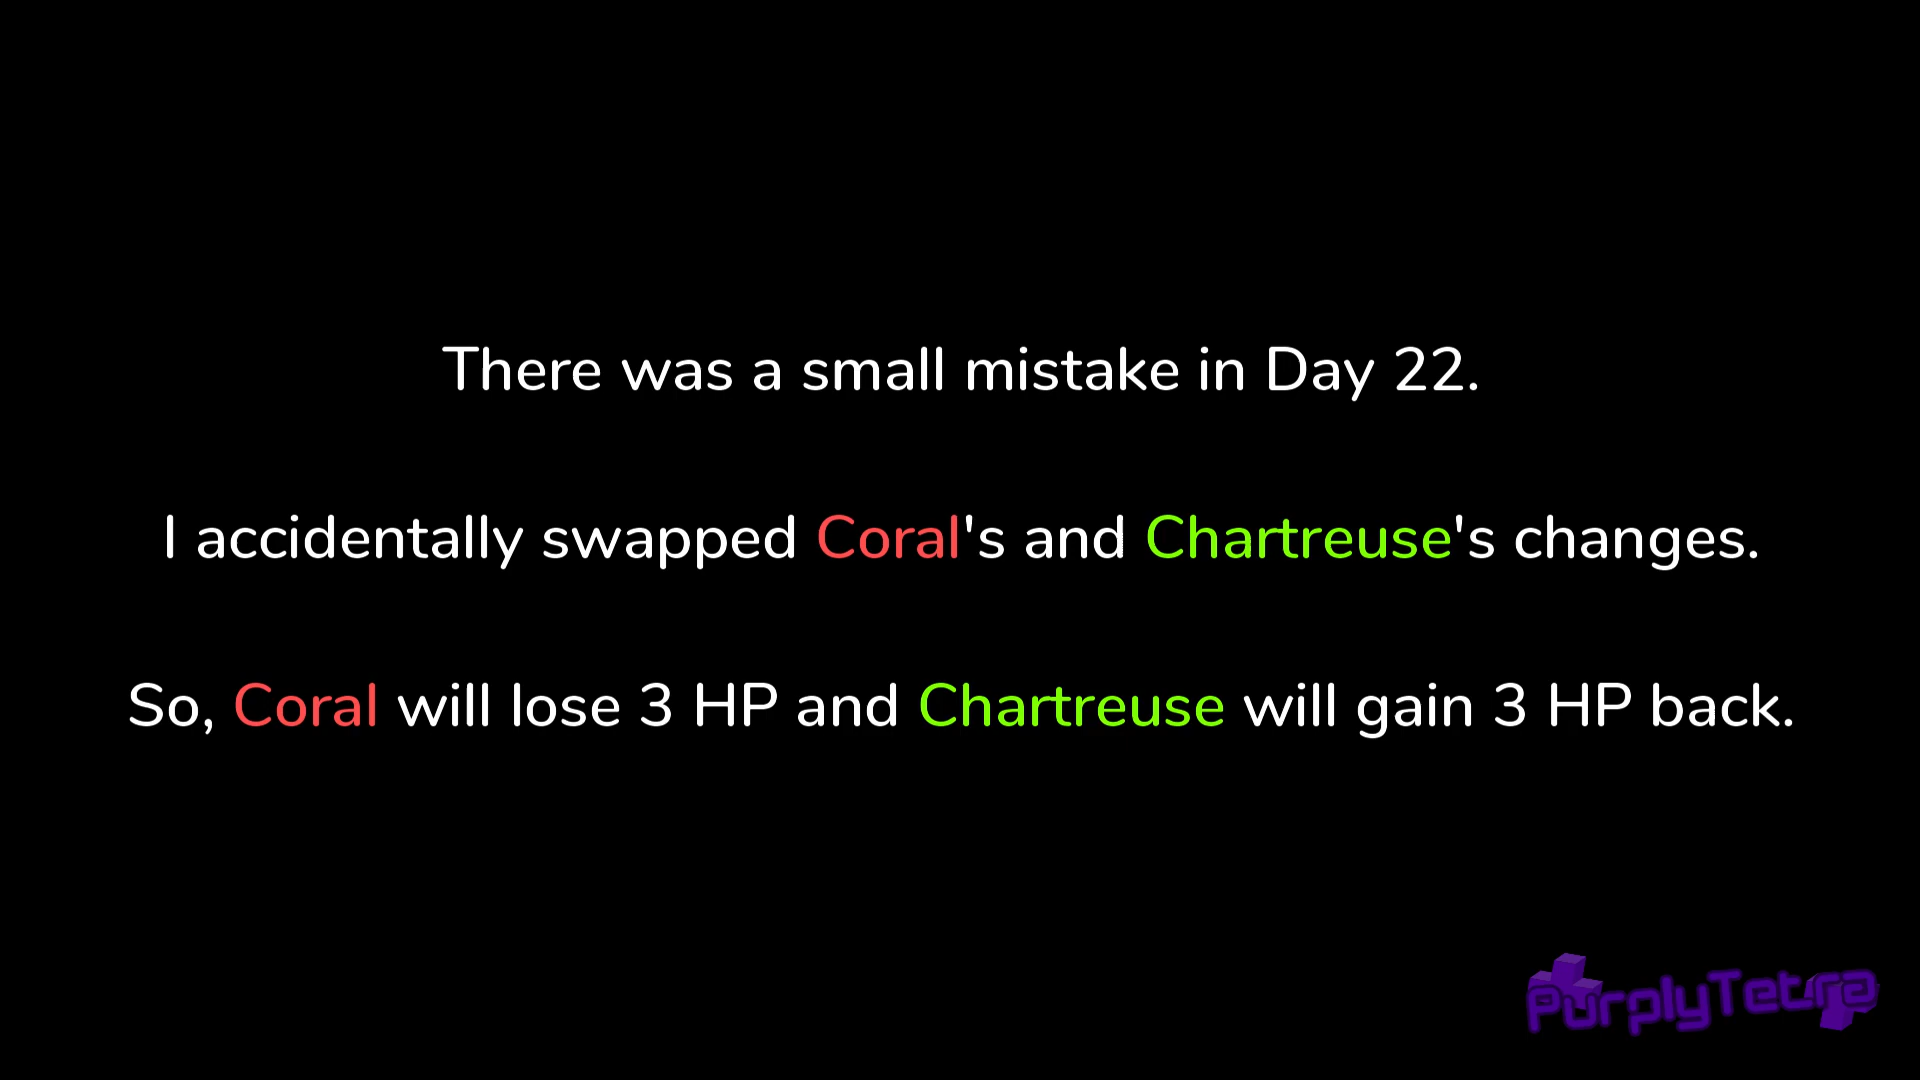 There was a small mistake in Day 22.
I accidentally swapped Coral's and Chartreuse's changes.
So, Coral will lose 3 HP and Chartreuse will gain 3 HP back.
PurplyTetra